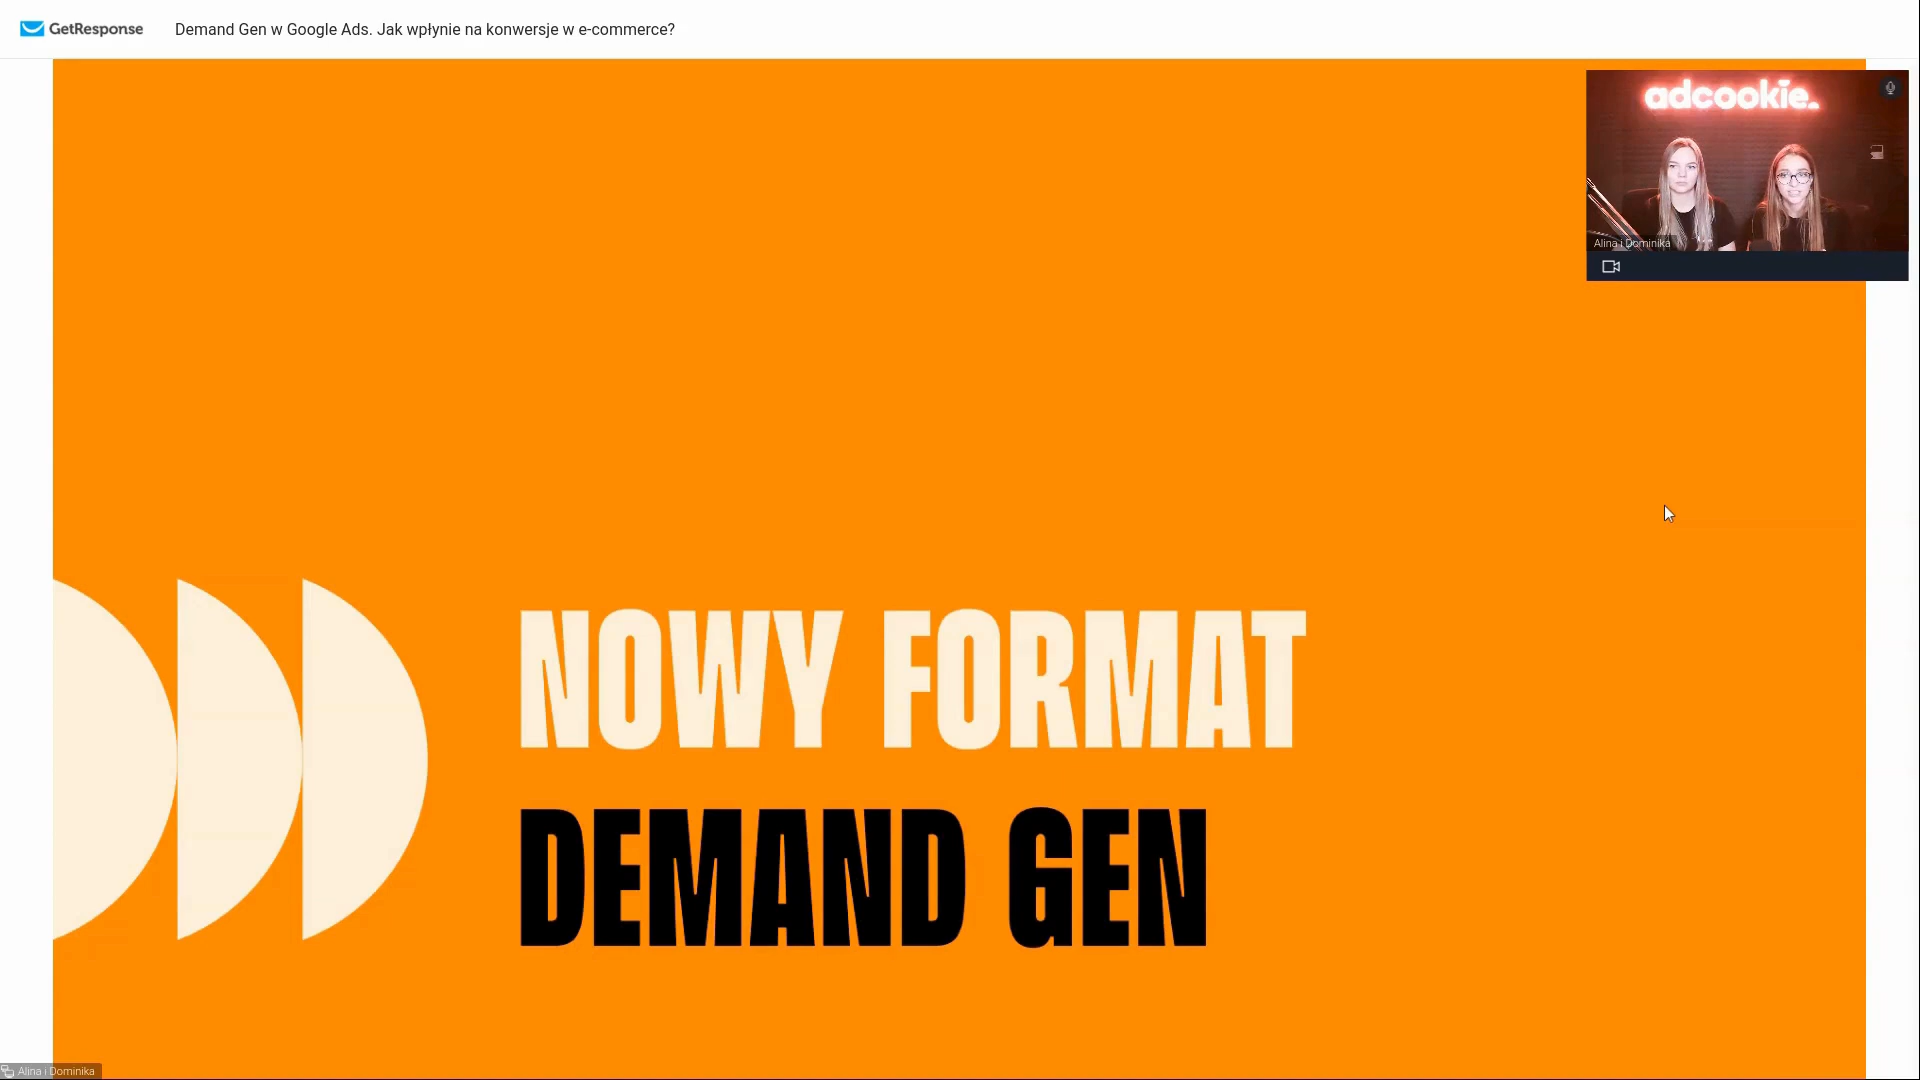 GetResponse
Demand Gen w Google Ads. Jak wpłynie na konwersje w e-commerce?
adcookie.
Alina i Dominika
NOWY FORMAT
DEMAND GEN
Alina i Dominika